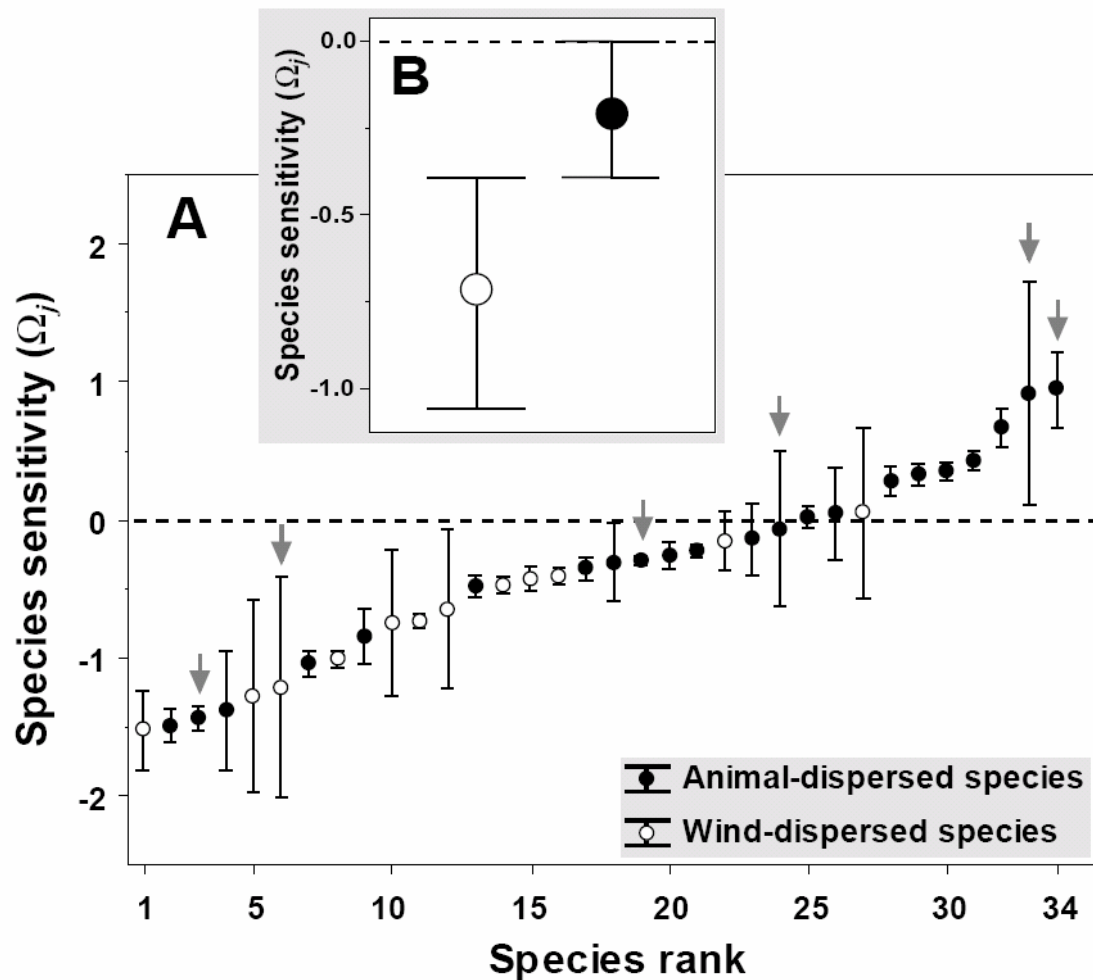 B
Species sensitivity (Ωj)
0.0
-0.5
-1.0
A
Species sensitivity (Ωj)
2
1
0
-1
-2
Animal-dispersed species
Wind-dispersed species
1 5 10 15 20 25 30 34
Species rank